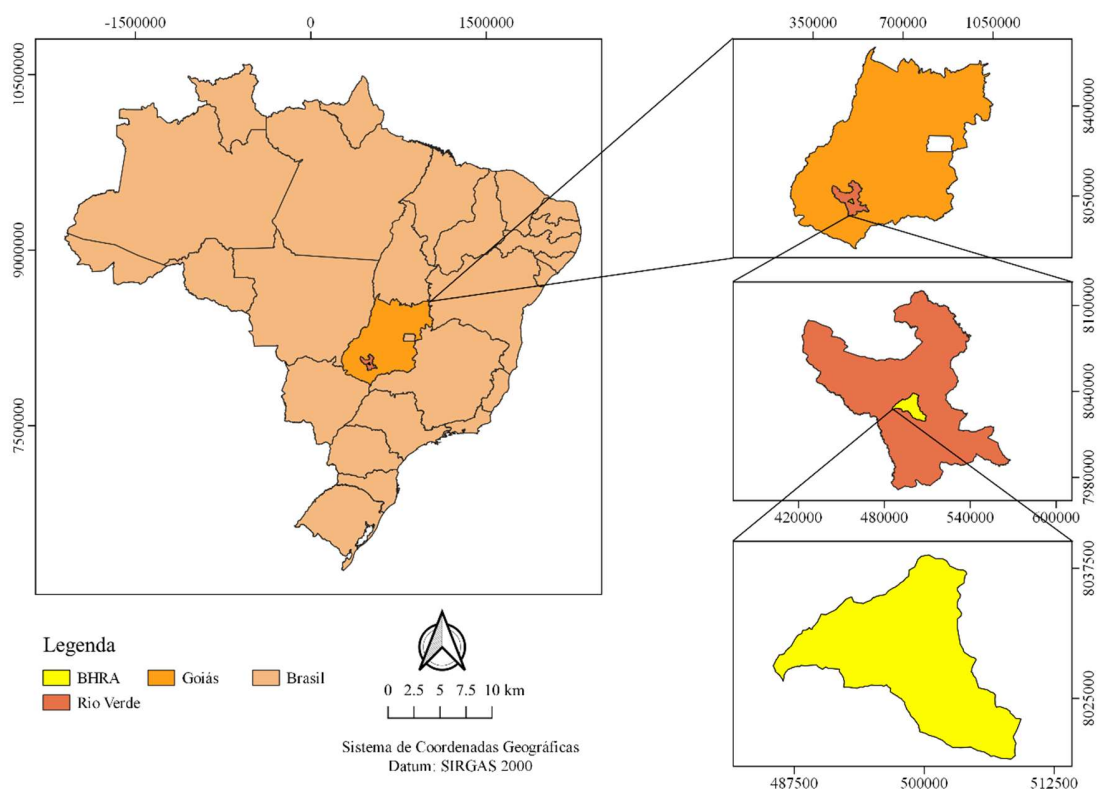 -1500000 0 1500000
10500000
9000000
7500000
350000 700000 1050000
8400000
8050000
8100000
8040000
7980000
420000 480000 540000 600000
8037500
8025000
487500 500000 512500
Legenda
BHRA Goiás Brasil
Rio Verde
0 2.5 5 7.5 10 km
Sistema de Coordenadas Geográficas
Datum: SIRGAS 2000